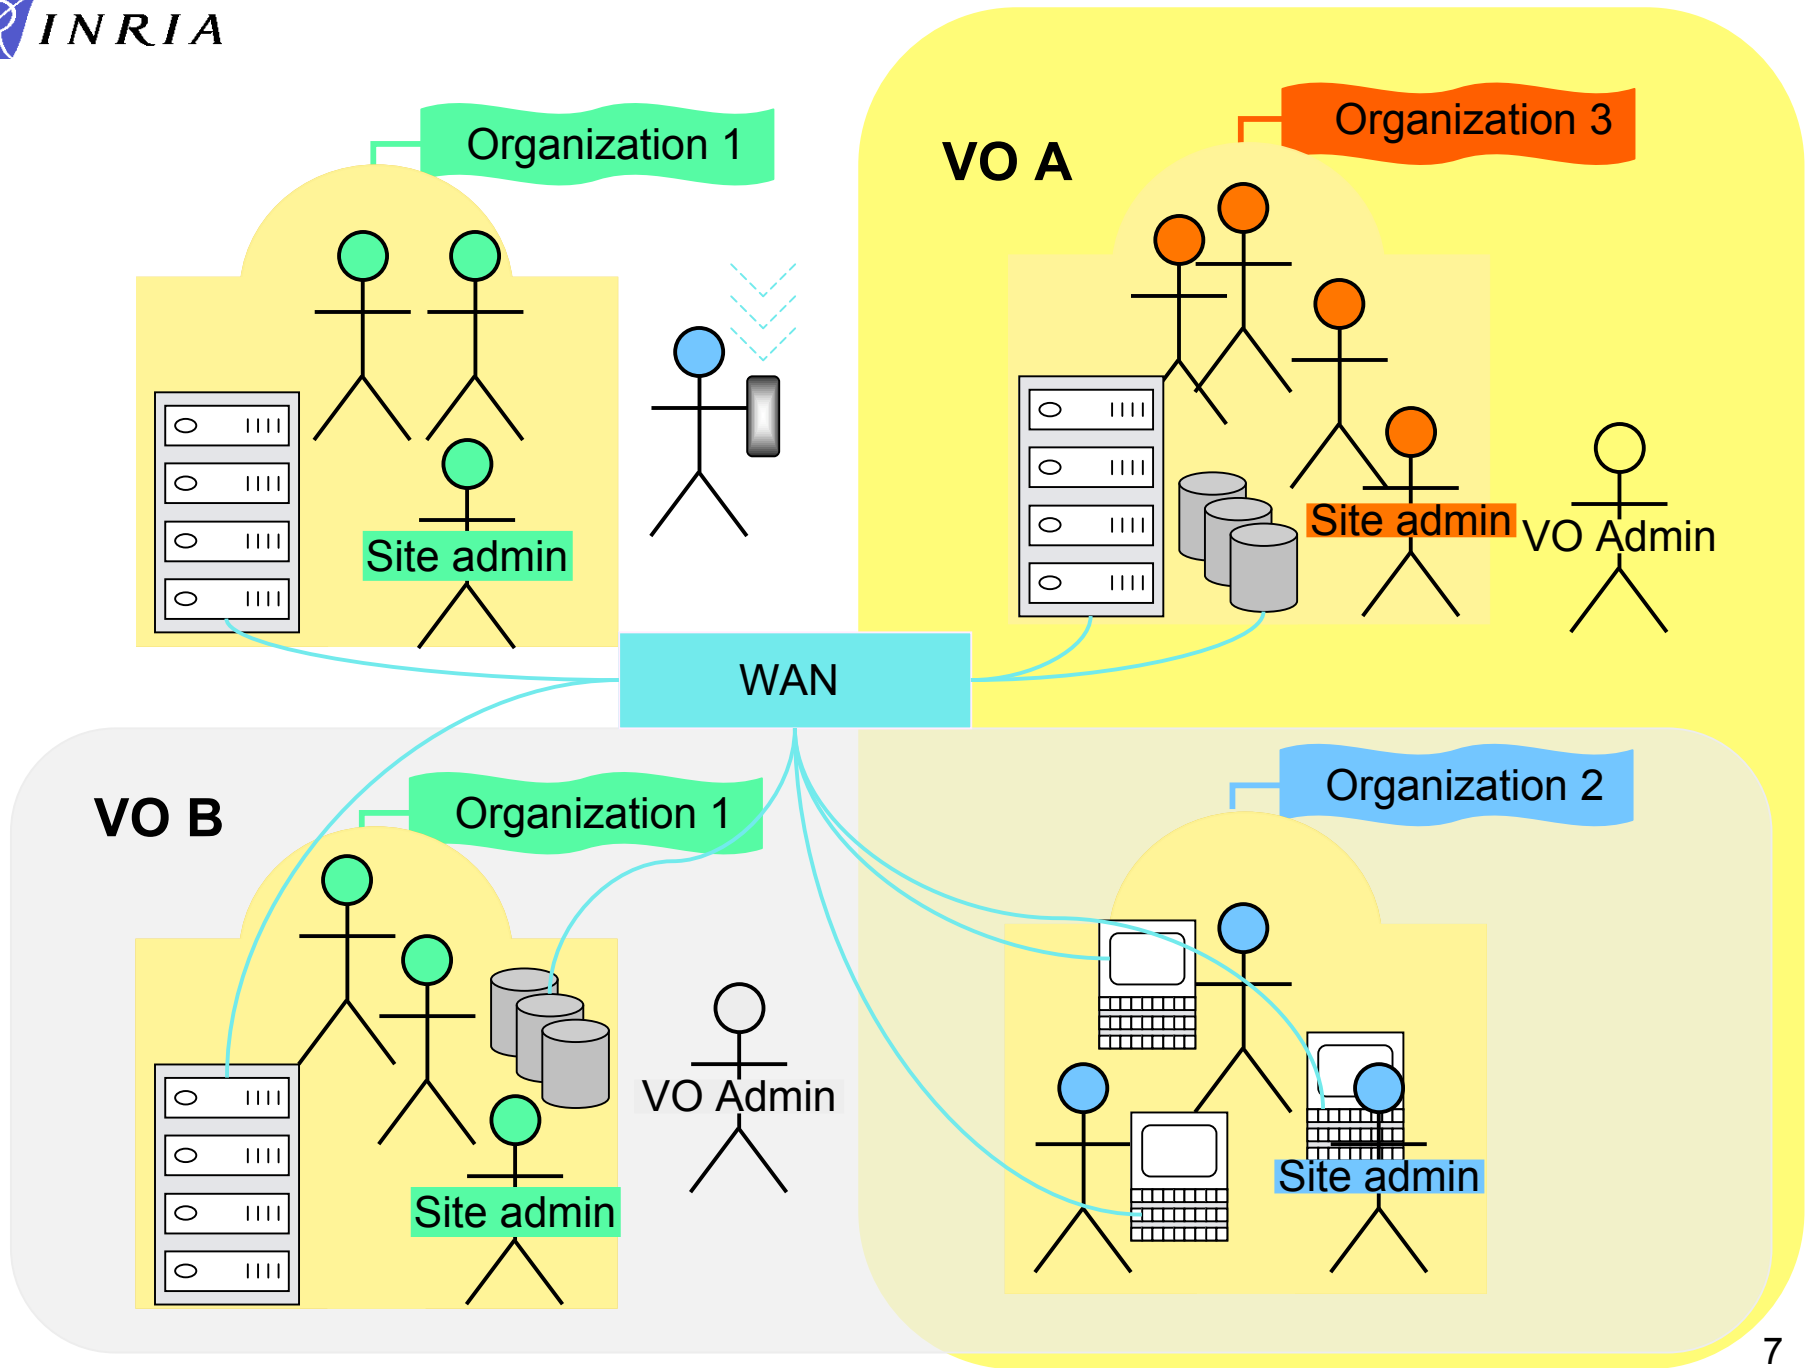 INRIA
Organization 1
Organization 3
VO A
Site admin
Site admin
VO Admin
WAN
Organization 2
Organization 1
VO B
VO Admin
Site admin
Site admin
7